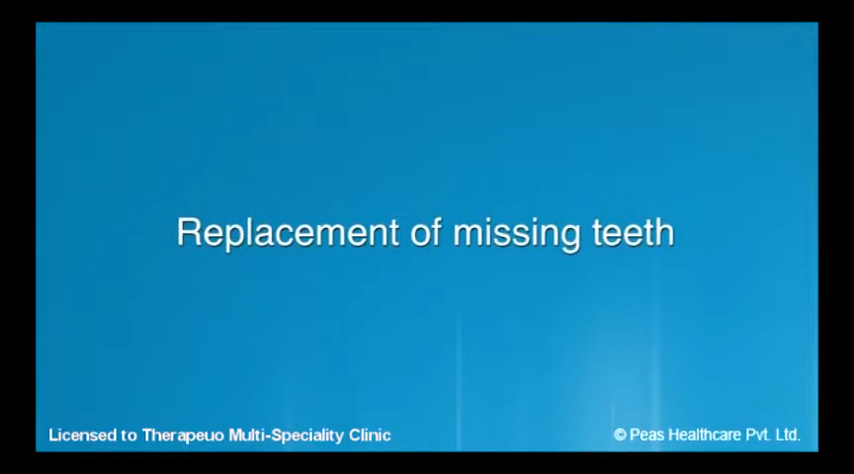 Replacement of missing teeth
Licensed to Therapeuo Multi-Speciality Clinic
© Peas Healthcare Pvt. Ltd.